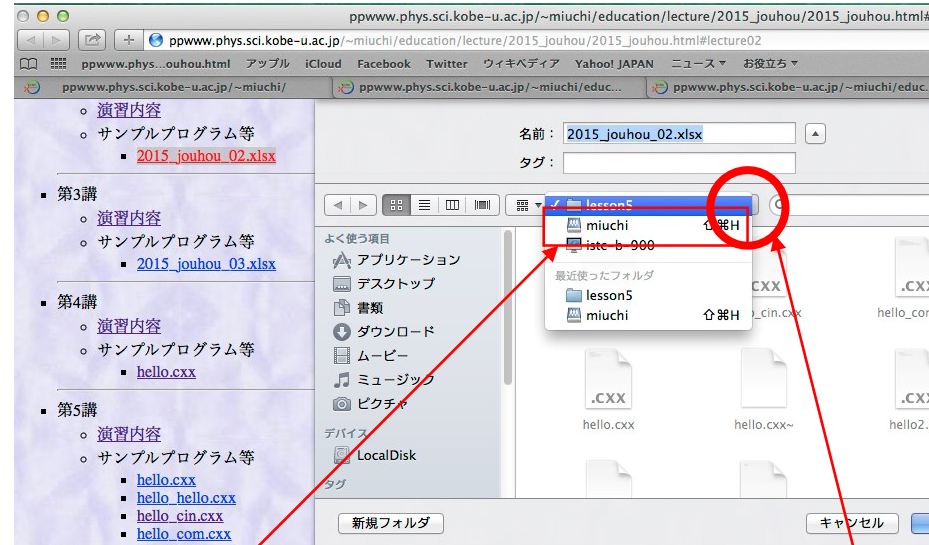 ppwww.phys.sci.kobe-u.ac.jp/~miuchi/education/lecture/2015_jouhou/2015_jouhou.html#
ppwww.phys.sci.kobe-u.ac.jp/~miuchi/education/lecture/2015_jouhou/2015_jouhou.html#lecture02
ppwww.phys...ouhou.html アップル iCloud Facebook Twitter ウィキペディア Yahoo! JAPAN ニュース ▾ お役立ち ▾
ppwww.phys.sci.kobe-u.ac.jp/~miuchi/ ppwww.phys.sci.kobe-u.ac.jp/~miuchi/educ... ppwww.phys.sci.kobe-u.ac.jp/~miuchi/educ.
演習内容
サンプルプログラム等
2015_jouhou_02.xlsx
第3講
演習内容
サンプルプログラム等
2015_jouhou_03.xlsx
第4講
演習内容
サンプルプログラム等
hello.cxx
第5講
演習内容
サンプルプログラム等
hello.cxx
hello_hello.cxx
hello_cin.cxx
hello_com.cxx
名前： 2015_jouhou_02.xlsx
タグ：
✓ lesson5
miuchi ⇧⌘H
istc-b-900
最近使ったフォルダ
lesson5
miuchi ⇧⌘H
よく使う項目
アプリケーション
デスクトップ
書類
ダウンロード
ムービー
ミュージック
ピクチャ
デバイス
LocalDisk
タグ
CXX .CX
_cin.cxx hello_con
.CXX .CX
hello.cxx hello.cxx~ hello2.
新規フォルダ キャンセル